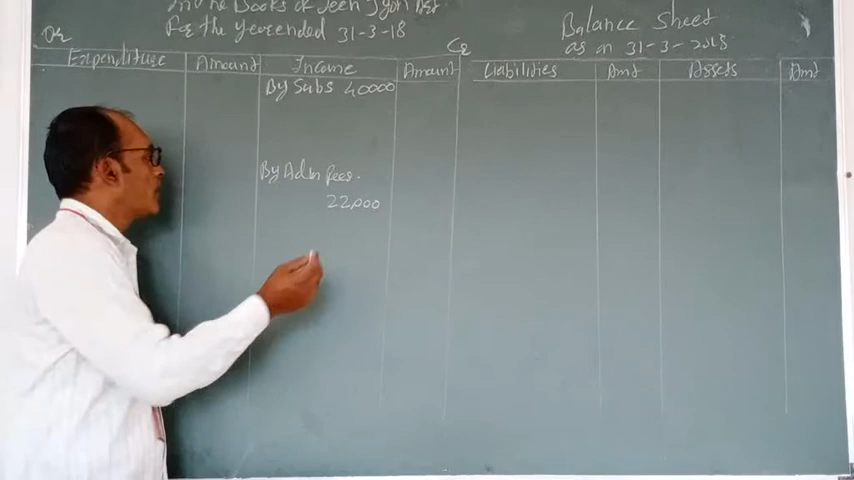 In the Books of Jeen Jyoti
For the year ended 31-3-18
Dr
Cr
Expenditure Amount Income Amount
By Subs 40000
By Adm fees.
22,000
Balance Sheet
as on 31-3-2018
Liabilities Amt Assets Amt